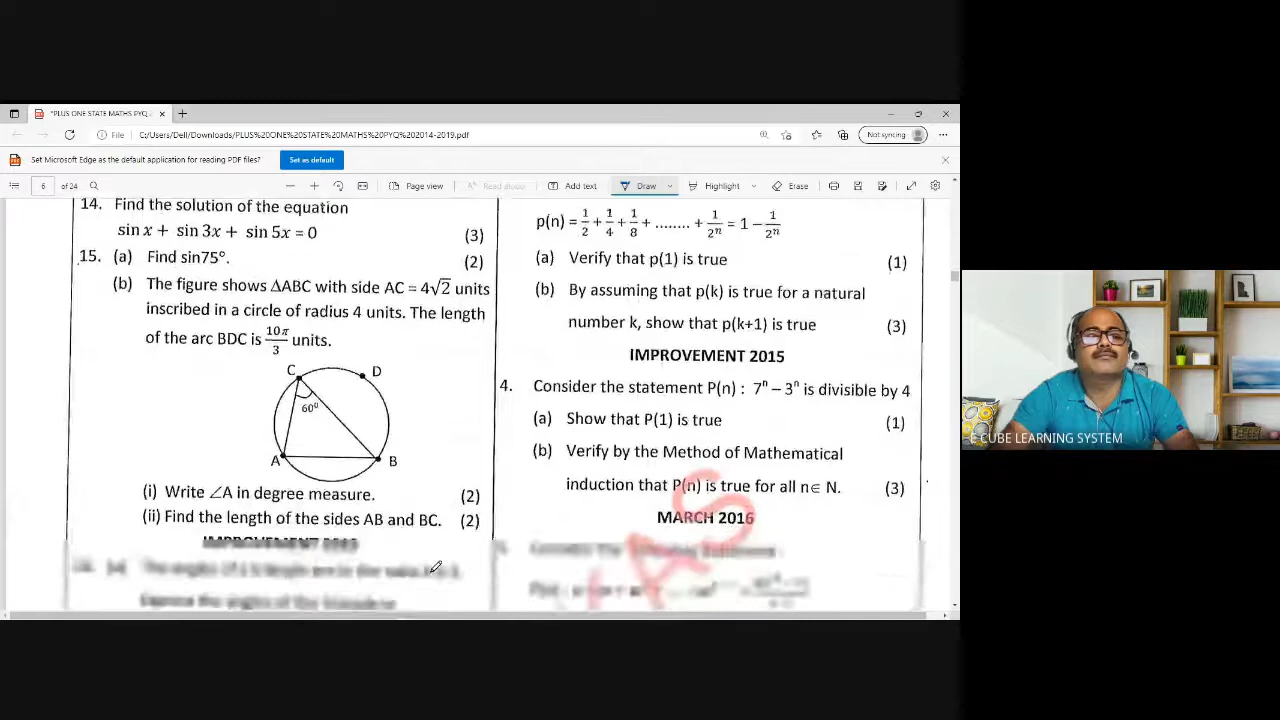 *PLUS ONE STATE MATHS PYQ -
File
C:/Users/Dell/Downloads/PLUS%20ONE%20STATE%20MATHS%20PYQ%202014-2019.pdf
Not syncing
Set Microsoft Edge as the default application for reading PDF files?
Set as default
6 of 24
Page view
Read aloud
Add text
Draw
Highlight
Erase
14. Find the solution of the equation
sin x + sin 3x + sin 5x = 0 (3)
15. (a) Find sin75°. (2)
(b) The figure shows ΔABC with side AC = 4√2 units
inscribed in a circle of radius 4 units. The length
of the arc BDC is 10π/3 units.
C D
60⁰
A B
(i) Write ∠A in degree measure. (2)
(ii) Find the length of the sides AB and BC. (2)
p(n) = 1/2 + 1/4 + 1/8 + ........ + 1/2ⁿ = 1 − 1/2ⁿ
(a) Verify that p(1) is true (1)
(b) By assuming that p(k) is true for a natural
number k, show that p(k+1) is true (3)
IMPROVEMENT 2015
4. Consider the statement P(n) : 7ⁿ − 3ⁿ is divisible by 4
(a) Show that P(1) is true (1)
(b) Verify by the Method of Mathematical
induction that P(n) is true for all n∈ N. (3)
MARCH 2016
E CUBE LEARNING SYSTEM